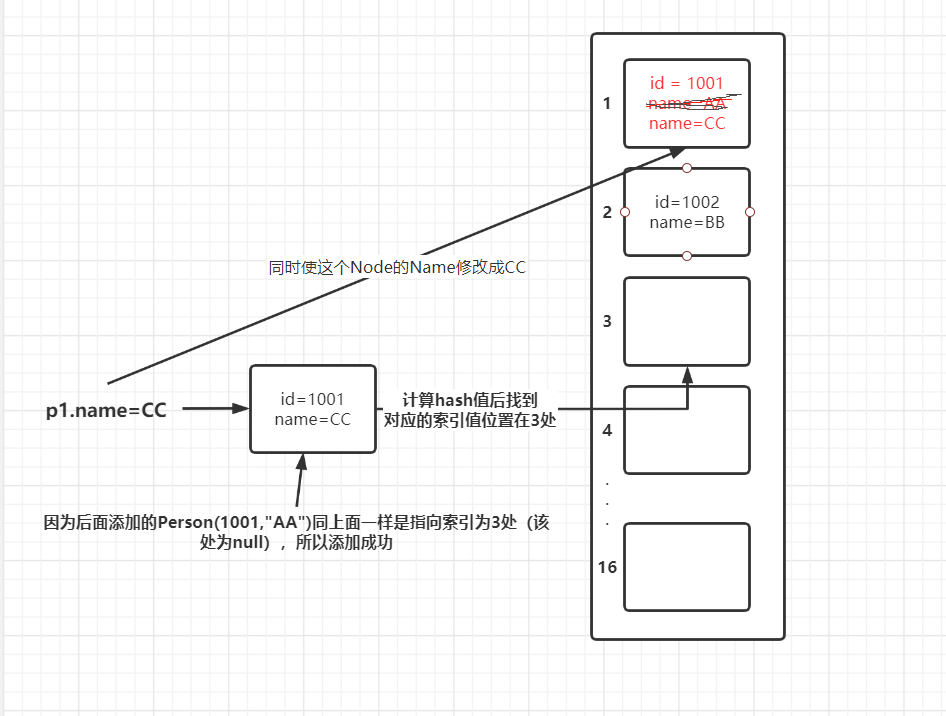 id = 1001
1
name=AA
name=CC
id=1002
2
name=BB
同时使这个Node的Name修改成CC
3
id=1001
name=CC
p1.name=CC
计算hash值后找到
对应的索引值位置在3处
4
.
.
.
因为后面添加的Person(1001,"AA")同上面一样是指向索引为3处（该
处为null），所以添加成功
16